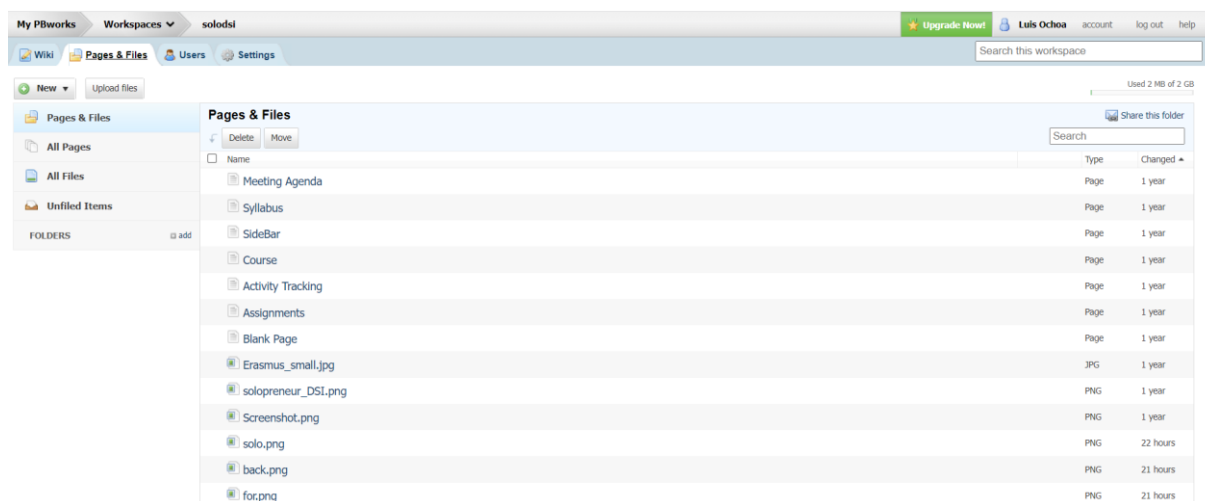 My PBworks Workspaces solodsi Upgrade Now! Luis Ochoa account log out help
Wiki Pages & Files Users Settings Search this workspace
New Upload files Used 2 MB of 2 GB
Pages & Files
All Pages
All Files
Unfiled Items
FOLDERS add
Pages & Files Share this folder
Delete Move Search
Name Type Changed
Meeting Agenda Page 1 year
Syllabus Page 1 year
SideBar Page 1 year
Course Page 1 year
Activity Tracking Page 1 year
Assignments Page 1 year
Blank Page Page 1 year
Erasmus_small.jpg JPG 1 year
solopreneur_DSI.png PNG 1 year
Screenshot.png PNG 1 year
solo.png PNG 22 hours
back.png PNG 21 hours
for.png PNG 21 hours